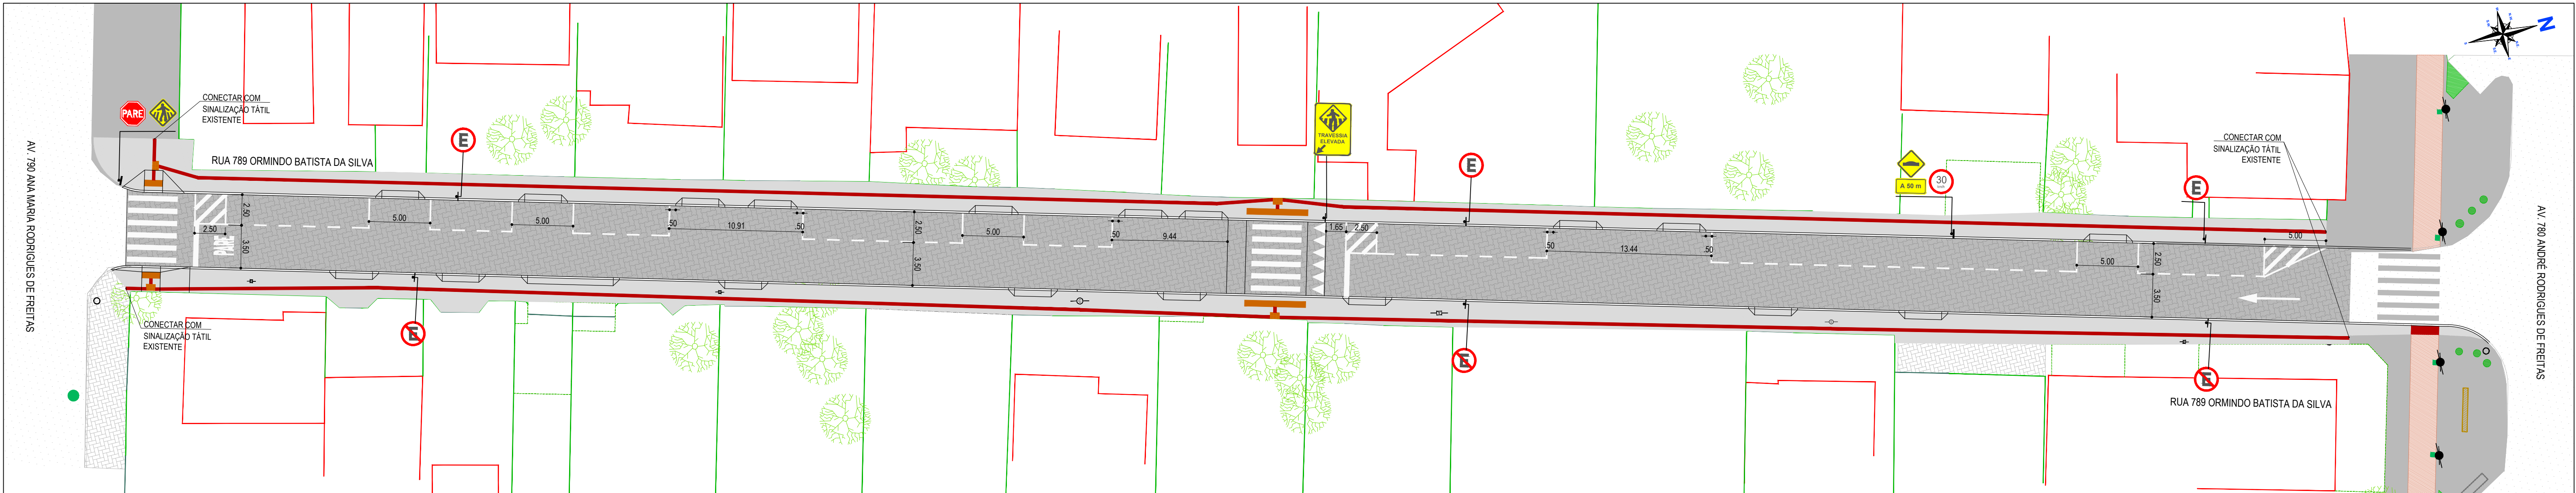 AV. 790 ANA MARIA RODRIGUES DE FREITAS
PARE
CONECTAR COM
SINALIZAÇÃO TÁTIL
EXISTENTE
RUA 789 ORMINDO BATISTA DA SILVA
E
TRAVESSIA
ELEVADA
E
A 50 m
30
E
CONECTAR COM
SINALIZAÇÃO TÁTIL
EXISTENTE
N
2.50
2.50
3.50
PARE
5.00
5.00
.50
10.91
.50
2.50
3.50
5.00
.50
9.44
1.65
2.50
.50
13.44
.50
5.00
2.50
3.50
5.00
CONECTAR COM
SINALIZAÇÃO TÁTIL
EXISTENTE
E
E
E
RUA 789 ORMINDO BATISTA DA SILVA
AV. 780 ANDRÉ RODRIGUES DE FREITAS